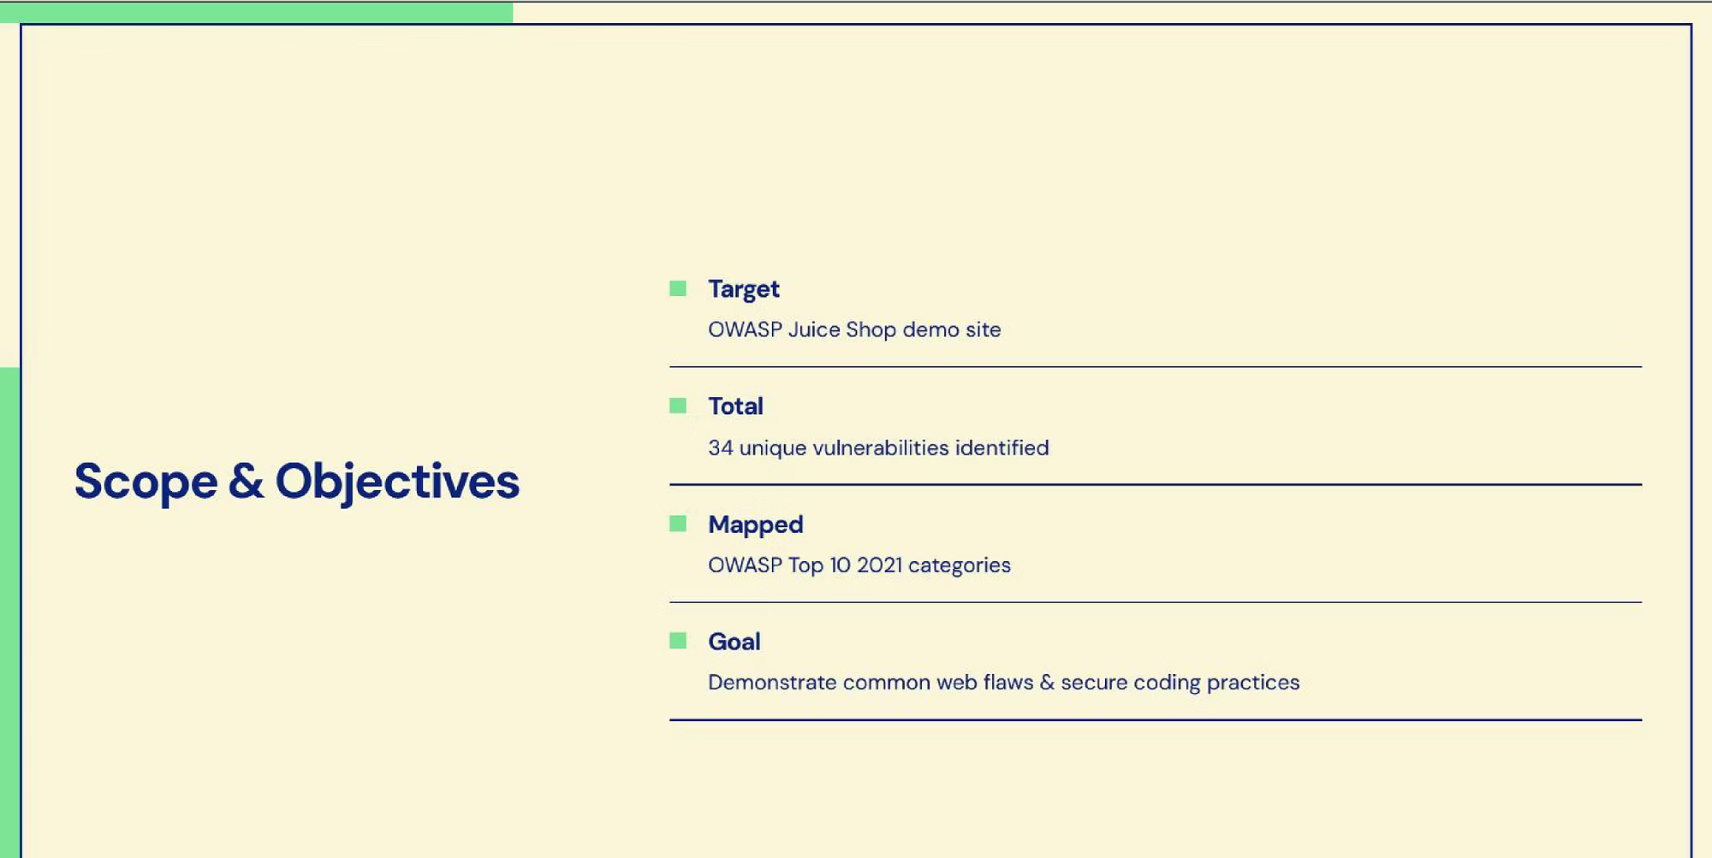 Scope & Objectives
Target
OWASP Juice Shop demo site
Total
34 unique vulnerabilities identified
Mapped
OWASP Top 10 2021 categories
Goal
Demonstrate common web flaws & secure coding practices